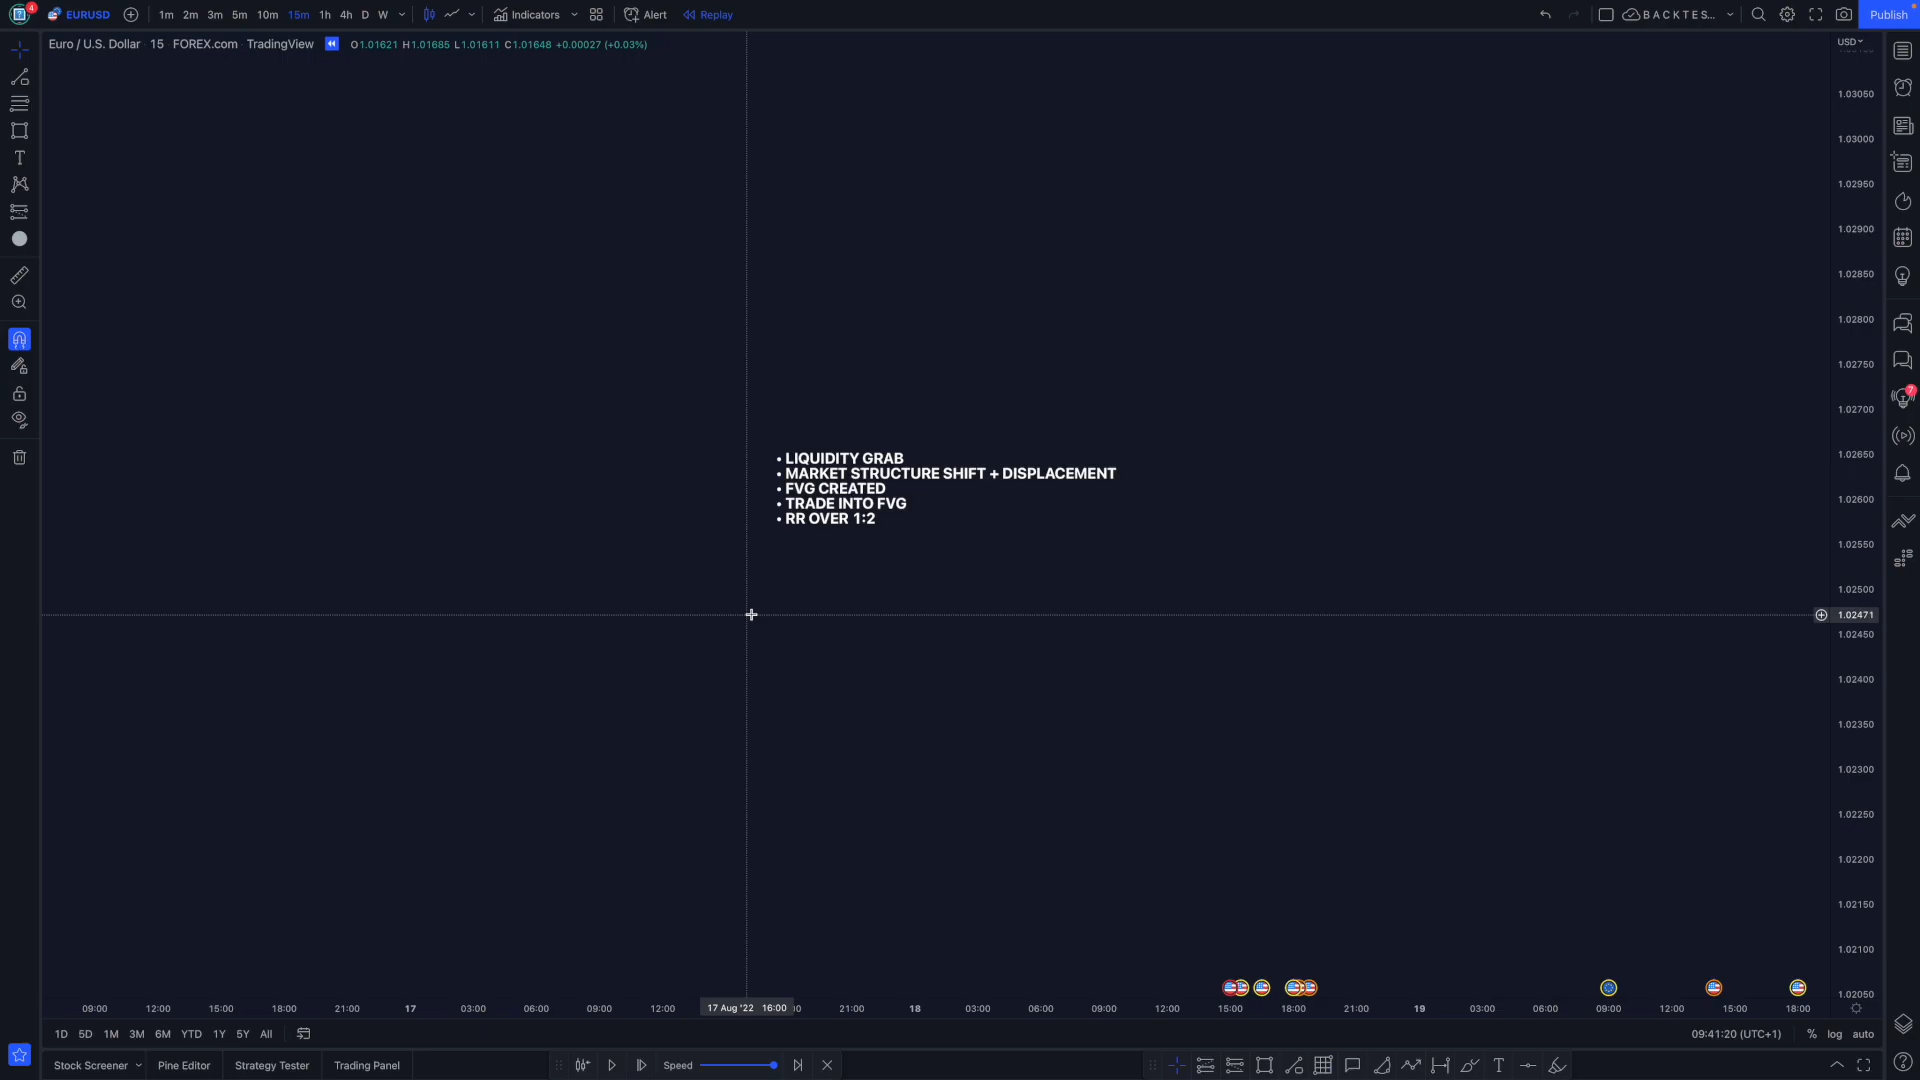 4 EURUSD 1m 2m 3m 5m 10m 15m 1h 4h D W Indicators Alert Replay BACKTES... Publish
Euro / U.S. Dollar · 15 · FOREX.com · TradingView O1.01621 H1.01685 L1.01611 C1.01648 +0.00027 (+0.03%)
USD
1.03050
1.03000
1.02950
1.02900
1.02850
1.02800
1.02750
1.02700
1.02650
1.02600
1.02550
1.02500
1.02471
1.02450
1.02400
1.02350
1.02300
1.02250
1.02200
1.02150
1.02100
1.02050
7
• LIQUIDITY GRAB
• MARKET STRUCTURE SHIFT + DISPLACEMENT
• FVG CREATED
• TRADE INTO FVG
• RR OVER 1:2
09:00 12:00 15:00 18:00 21:00 17 03:00 06:00 09:00 12:00 17 Aug '22 16:00 21:00 18 03:00 06:00 09:00 12:00 15:00 18:00 21:00 19 03:00 06:00 09:00 12:00 15:00 18:00
1D 5D 1M 3M 6M YTD 1Y 5Y All 09:41:20 (UTC+1) % log auto
Stock Screener Pine Editor Strategy Tester Trading Panel Speed